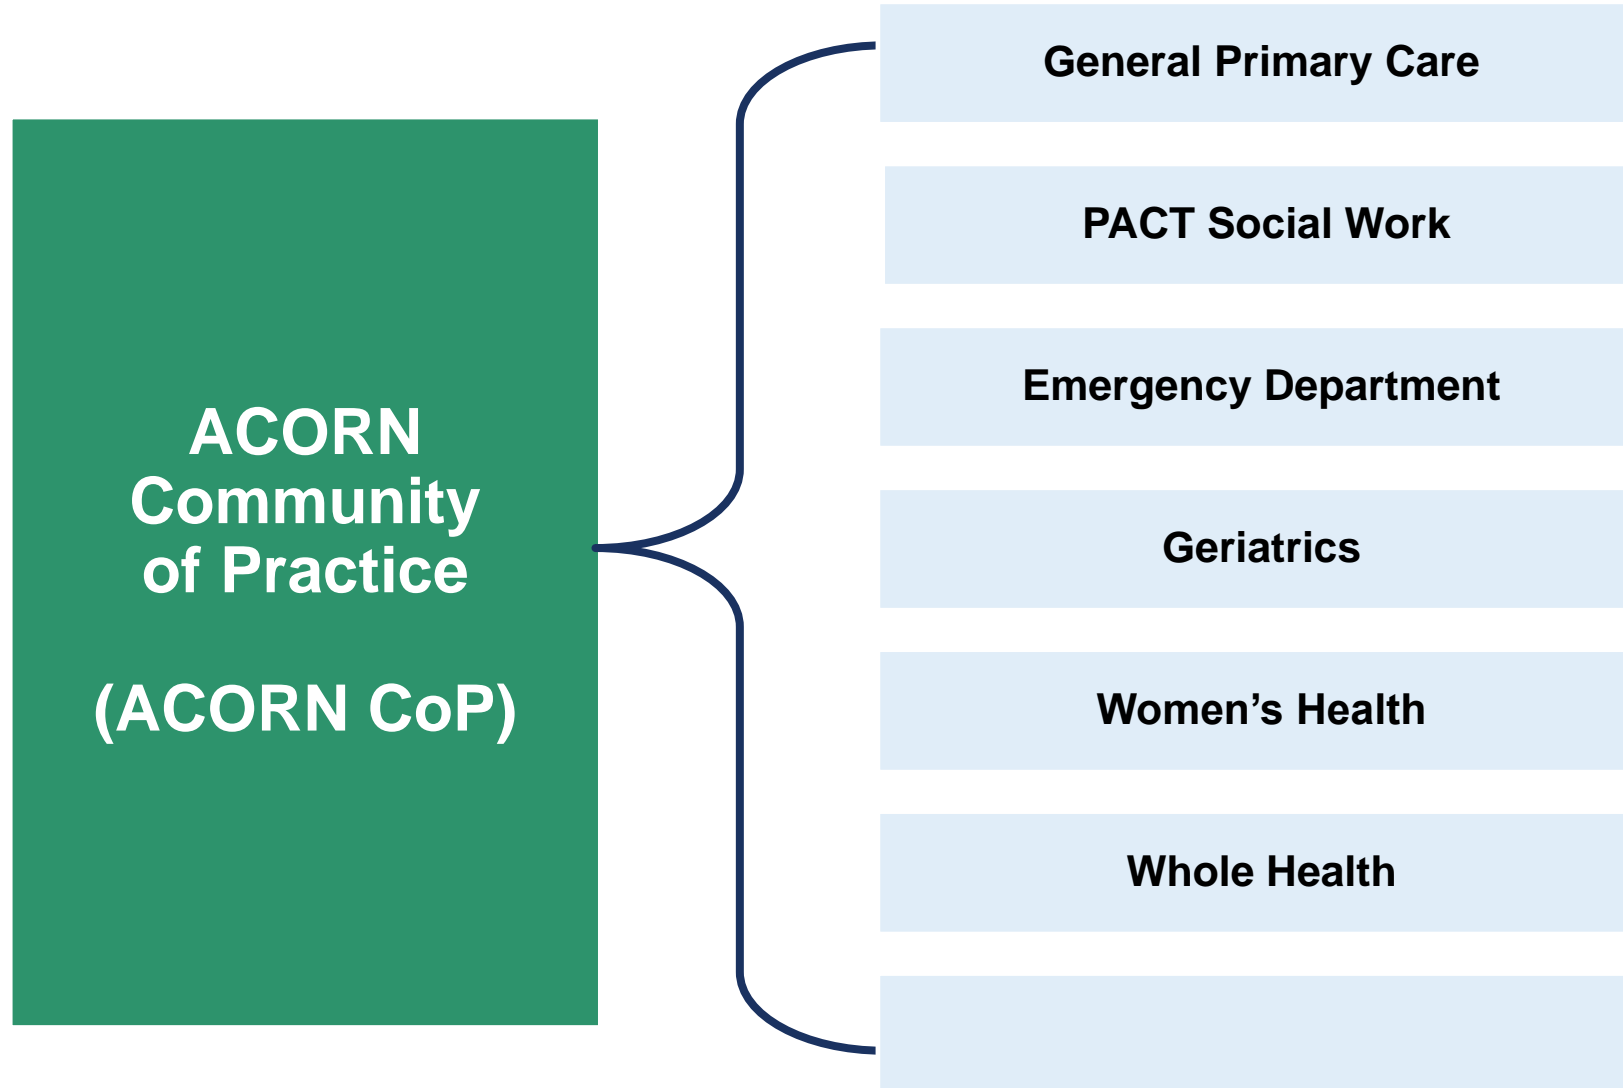 ACORN
Community
of Practice
(ACORN CoP)
General Primary Care
PACT Social Work
Emergency Department
Geriatrics
Women’s Health
Whole Health